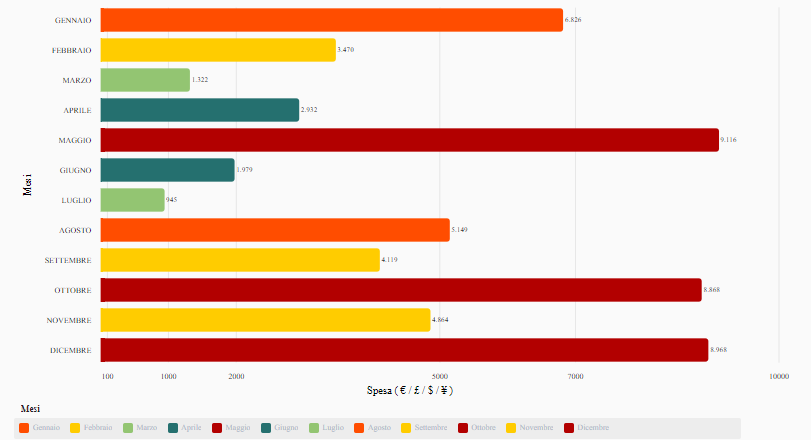 GENNAIO 6.826
FEBBRAIO 3.470
MARZO 1.322
APRILE 2.932
MAGGIO 9.116
GIUGNO 1.979
Mesi
LUGLIO 945
AGOSTO 5.149
SETTEMBRE 4.119
OTTOBRE 8.868
NOVEMBRE 4.864
DICEMBRE 8.968
100 1000 2000 5000 7000 10000
Spesa ( € / £ / $ / ¥ )
Mesi
Gennaio Febbraio Marzo Aprile Maggio Giugno Luglio Agosto Settembre Ottobre Novembre Dicembre